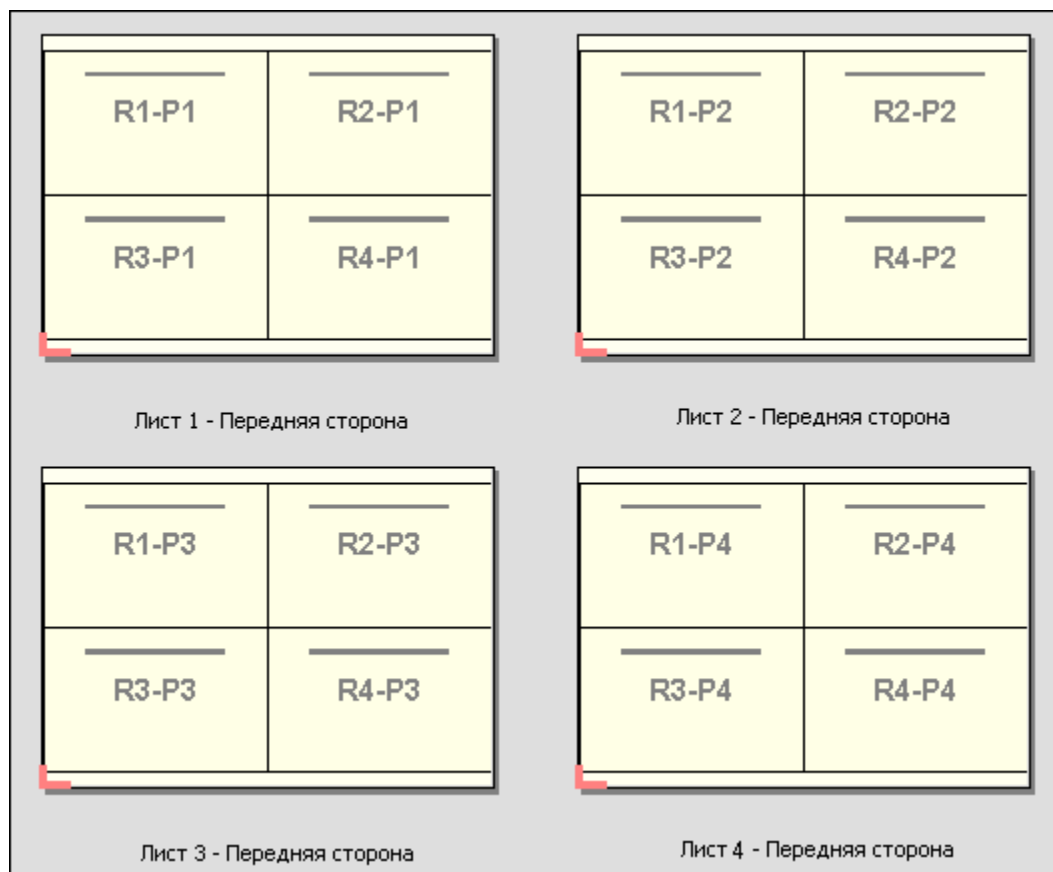 R1-P1 R2-P1
R3-P1 R4-P1
Лист 1 - Передняя сторона
R1-P2 R2-P2
R3-P2 R4-P2
Лист 2 - Передняя сторона
R1-P3 R2-P3
R3-P3 R4-P3
Лист 3 - Передняя сторона
R1-P4 R2-P4
R3-P4 R4-P4
Лист 4 - Передняя сторона